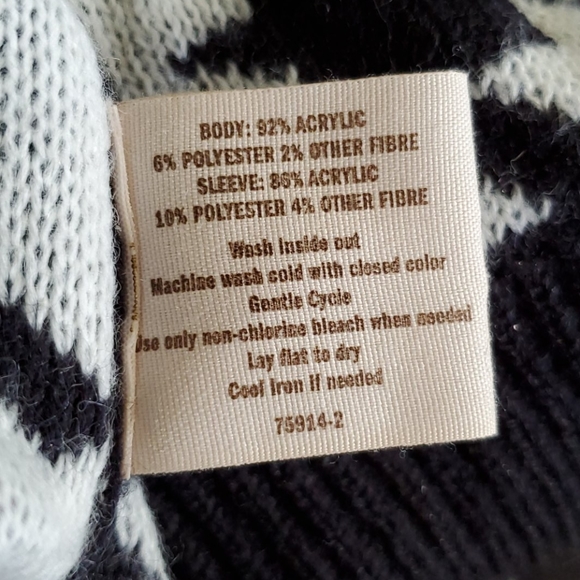 BODY: 92% ACRYLIC
6% POLYESTER 2% OTHER FIBRE
SLEEVE: 86% ACRYLIC
10% POLYESTER 4% OTHER FIBRE
Wash inside out
Machine wash cold with closed color
Gentle Cycle
Use only non-chlorine bleach when needed
Lay flat to dry
Cool iron if needed
75914-2